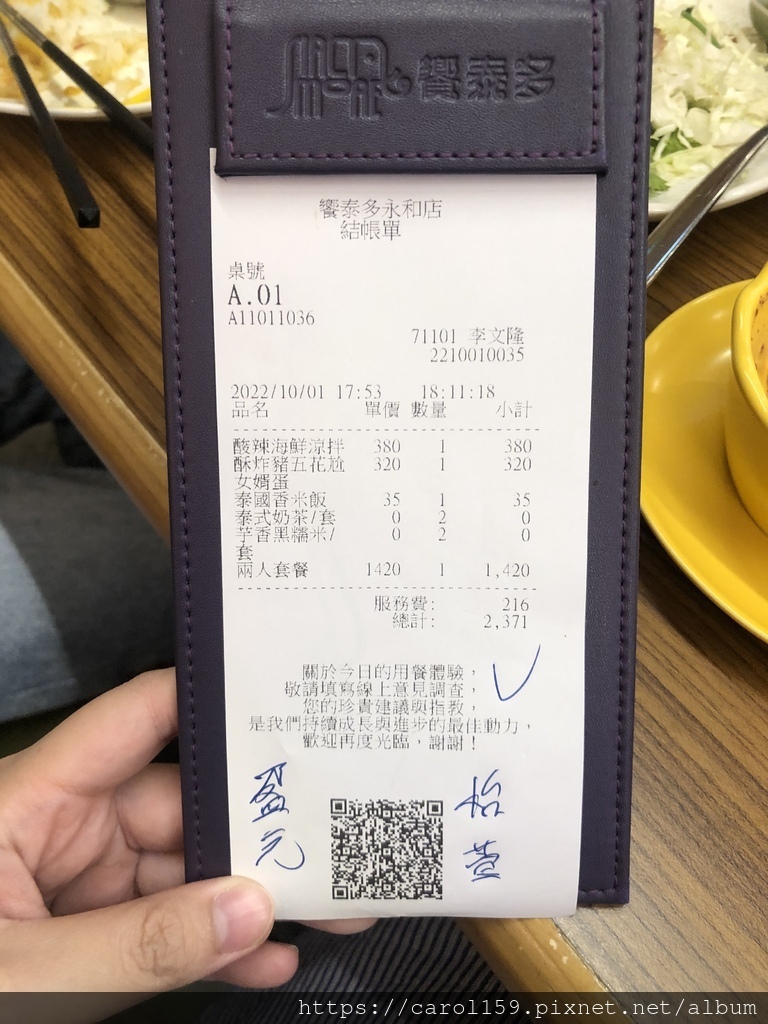 饗泰多
饗泰多永和店
結帳單
桌號
A.01
A11011036
71101 李文隆
2210010035
2022/10/01 17:53 18:11:18
品名 單價 數量 小計
酸辣海鮮涼拌 380 1 380
酥炸豬五花尬 320 1 320
女婿蛋
泰國香米飯 35 1 35
泰式奶茶/套 0 2 0
芋香黑糯米/ 0 2 0
套
兩人套餐 1420 1 1,420
服務費: 216
總計: 2,371
關於今日的用餐體驗,
敬請填寫線上意見調查,
您的珍貴建議與指教,
是我們持續成長與進步的最佳動力,
歡迎再度光臨,謝謝!
怡萱
https://carol159.pixnet.net/album